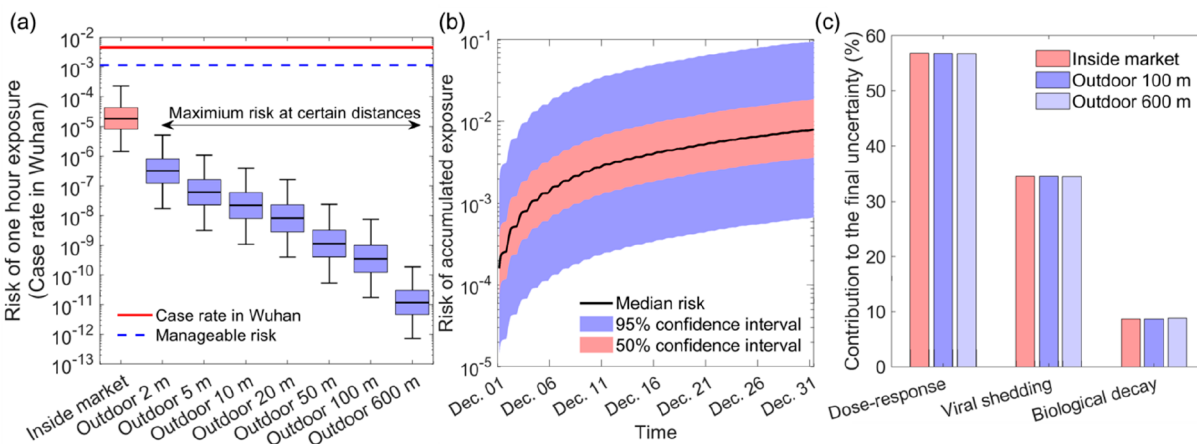 (a)
Risk of one hour exposure
(Case rate in Wuhan)
10-2
10-3
10-4
10-5
10-6
10-7
10-8
10-9
10-10
10-11
10-12
10-13
Maximium risk at certain distances
Case rate in Wuhan
Manageable risk
Inside market
Outdoor 2 m
Outdoor 5 m
Outdoor 10 m
Outdoor 20 m
Outdoor 50 m
Outdoor 100 m
Outdoor 600 m
(b)
Risk of accumulated exposure
10-1
10-2
10-3
10-4
10-5
Median risk
95% confidence interval
50% confidence interval
Dec. 01
Dec. 06
Dec. 11
Dec. 16
Dec. 21
Dec. 26
Dec. 31
Time
(c)
Contribution to the final uncertainty (%)
60
50
40
30
20
10
0
Inside market
Outdoor 100 m
Outdoor 600 m
Dose-response
Viral shedding
Biological decay